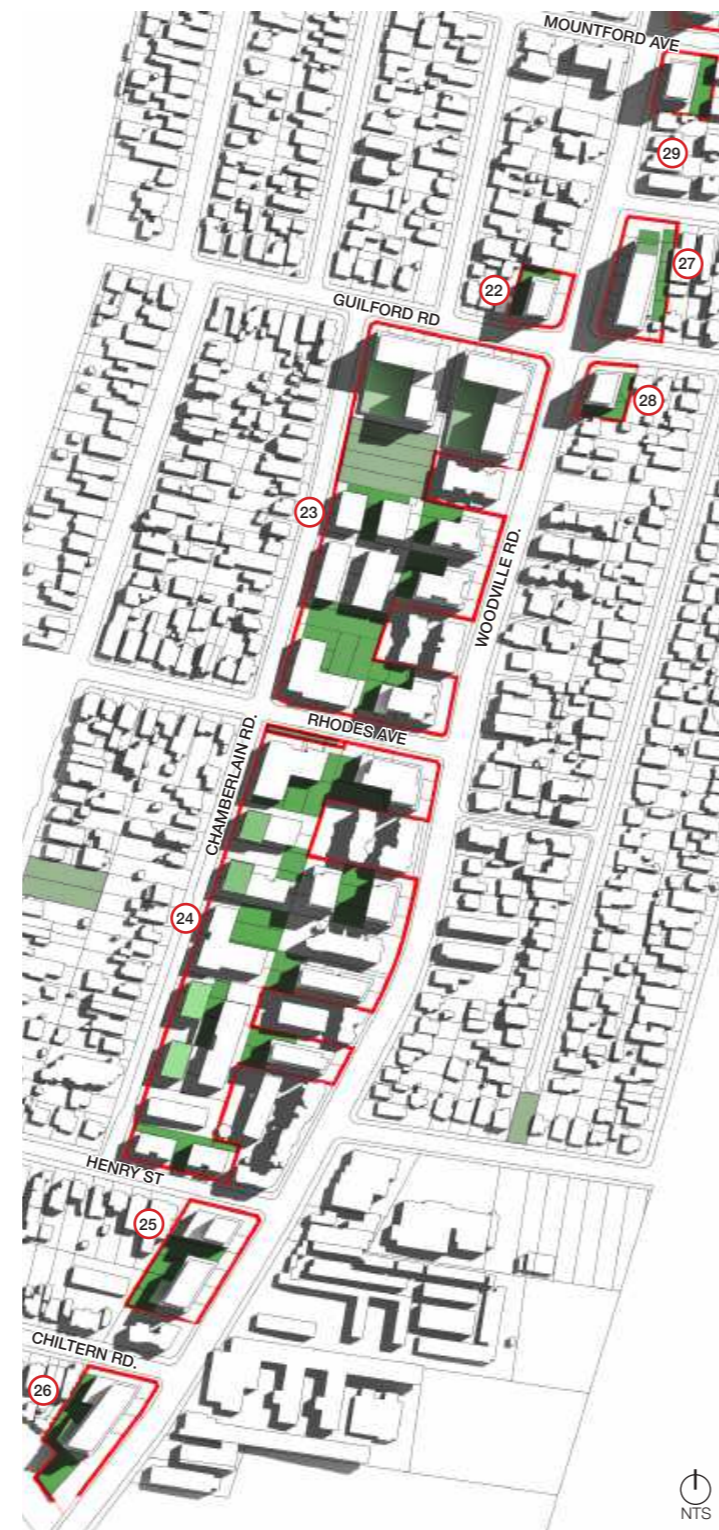 MOUNTFORD AVE
29
27
22
GUILFORD RD
28
23
WOODVILLE RD.
RHODES AVE
CHAMBERLAIN RD.
24
HENRY ST
25
CHILTERN RD.
26
NTS